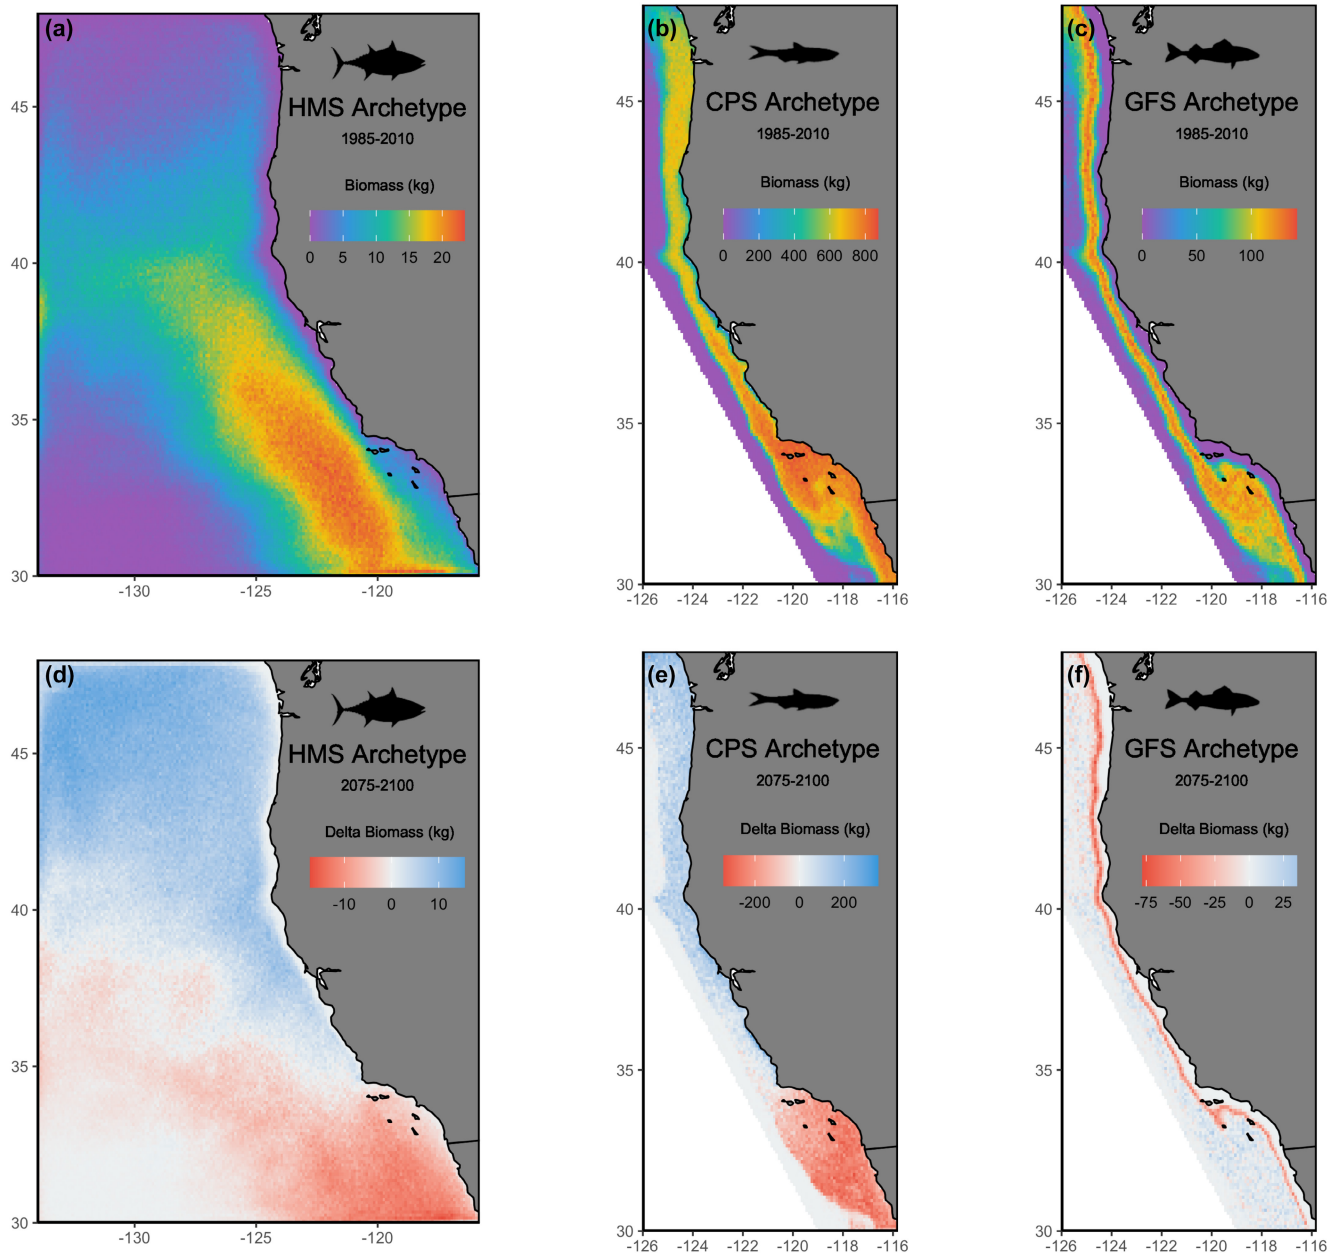 (a)
HMS Archetype
1985-2010
Biomass (kg)
0 5 10 15 20
45
40
35
30
-130 -125 -120
(b)
CPS Archetype
1985-2010
Biomass (kg)
0 200 400 600 800
45
40
35
30
-126 -124 -122 -120 -118 -116
(c)
GFS Archetype
1985-2010
Biomass (kg)
0 50 100
45
40
35
30
-126 -124 -122 -120 -118 -116
(d)
HMS Archetype
2075-2100
Delta Biomass (kg)
-10 0 10
45
40
35
30
-130 -125 -120
(e)
CPS Archetype
2075-2100
Delta Biomass (kg)
-200 0 200
45
40
35
30
-126 -124 -122 -120 -118 -116
(f)
GFS Archetype
2075-2100
Delta Biomass (kg)
-75 -50 -25 0 25
45
40
35
30
-126 -124 -122 -120 -118 -116